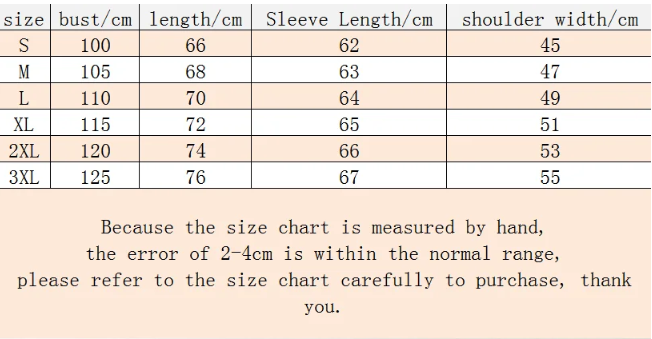 size bust/cm length/cm Sleeve Length/cm shoulder width/cm
S 100 66 62 45
M 105 68 63 47
L 110 70 64 49
XL 115 72 65 51
2XL 120 74 66 53
3XL 125 76 67 55
Because the size chart is measured by hand,
the error of 2-4cm is within the normal range,
please refer to the size chart carefully to purchase, thank
you.